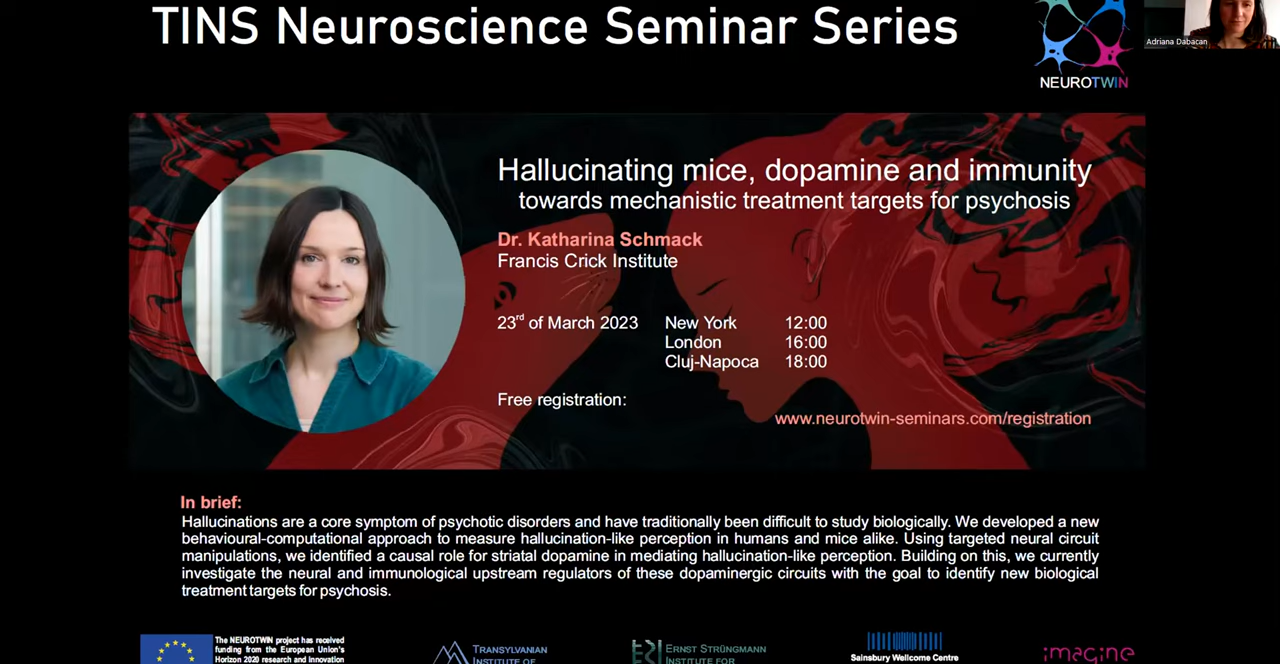 TINS Neuroscience Seminar Series
Adriana Dabacan
NEUROTWIN
Hallucinating mice, dopamine and immunity
towards mechanistic treatment targets for psychosis
Dr. Katharina Schmack
Francis Crick Institute
23rd of March 2023 New York 12:00
London 16:00
Cluj-Napoca 18:00
Free registration:
www.neurotwin-seminars.com/registration
In brief:
Hallucinations are a core symptom of psychotic disorders and have traditionally been difficult to study biologically. We developed a new
behavioural-computational approach to measure hallucination-like perception in humans and mice alike. Using targeted neural circuit
manipulations, we identified a causal role for striatal dopamine in mediating hallucination-like perception. Building on this, we currently
investigate the neural and immunological upstream regulators of these dopaminergic circuits with the goal to identify new biological
treatment targets for psychosis.
The NEUROTWIN project has received
funding from the European Union's
Horizon 2020 research and innovation
TRANSYLVANIAN
INSTITUTE OF
ESI
ERNST STRÜNGMANN
INSTITUTE FOR
Sainsbury Wellcome Centre
imagine